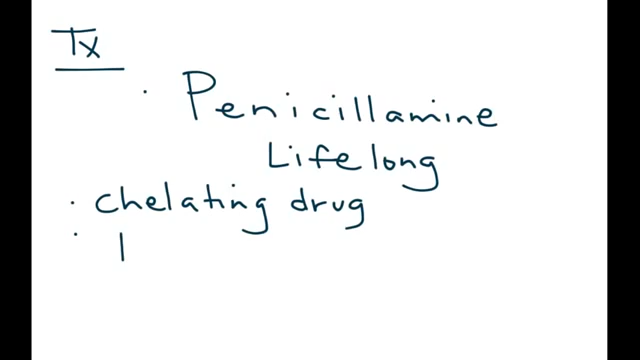 Tx
· Penicillamine
Lifelong
· chelating drug
·